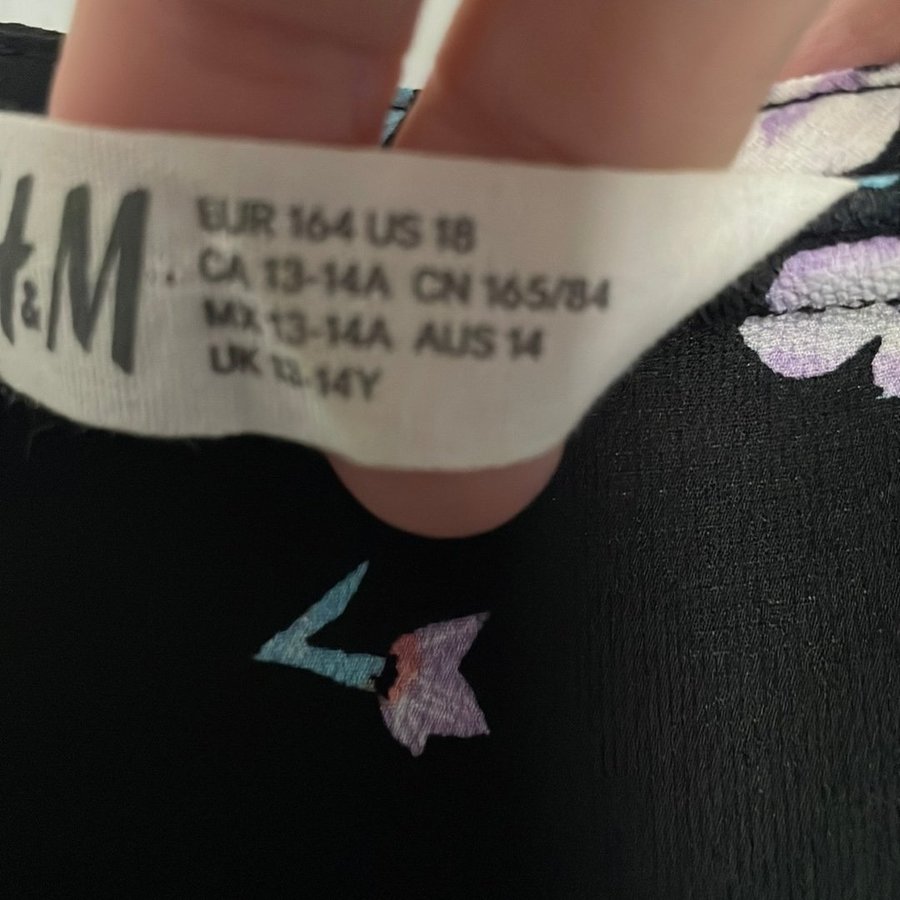 H&M
EUR 164 US 18
CA 13-14A CN 165/84
MX 13-14A AUS 14
UK 13-14Y